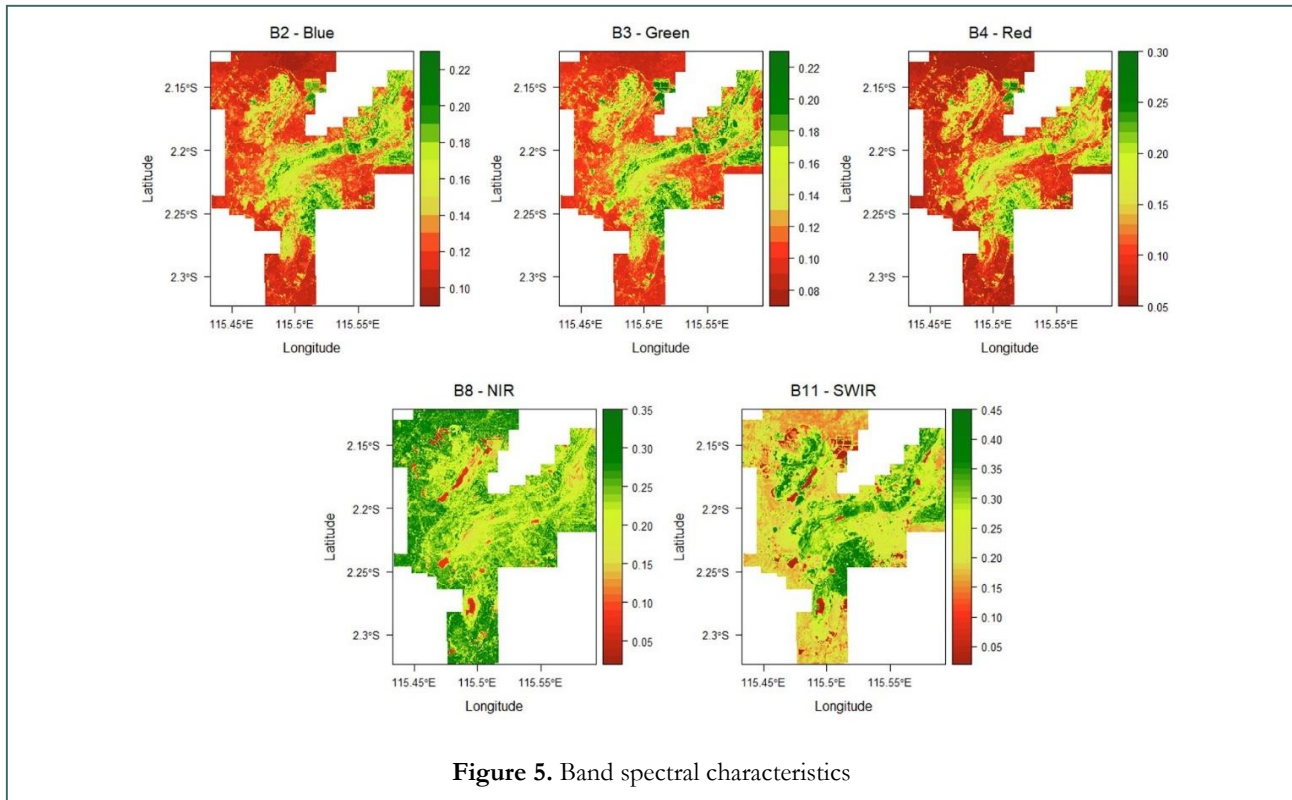 B2 - Blue
B3 - Green
B4 - Red
2.15°S
2.2°S
2.25°S
2.3°S
Latitude
115.45°E 115.5°E 115.55°E
Longitude
0.22
0.20
0.18
0.16
0.14
0.12
0.10
2.15°S
2.2°S
2.25°S
2.3°S
Latitude
115.45°E 115.5°E 115.55°E
Longitude
0.22
0.20
0.18
0.16
0.14
0.12
0.10
0.08
2.15°S
2.2°S
2.25°S
2.3°S
Latitude
115.45°E 115.5°E 115.55°E
Longitude
0.30
0.25
0.20
0.15
0.10
0.05
B8 - NIR
B11 - SWIR
2.15°S
2.2°S
2.25°S
2.3°S
Latitude
115.45°E 115.5°E 115.55°E
Longitude
0.35
0.30
0.25
0.20
0.15
0.10
0.05
2.15°S
2.2°S
2.25°S
2.3°S
Latitude
115.45°E 115.5°E 115.55°E
Longitude
0.45
0.40
0.35
0.30
0.25
0.20
0.15
0.10
0.05
Figure 5. Band spectral characteristics